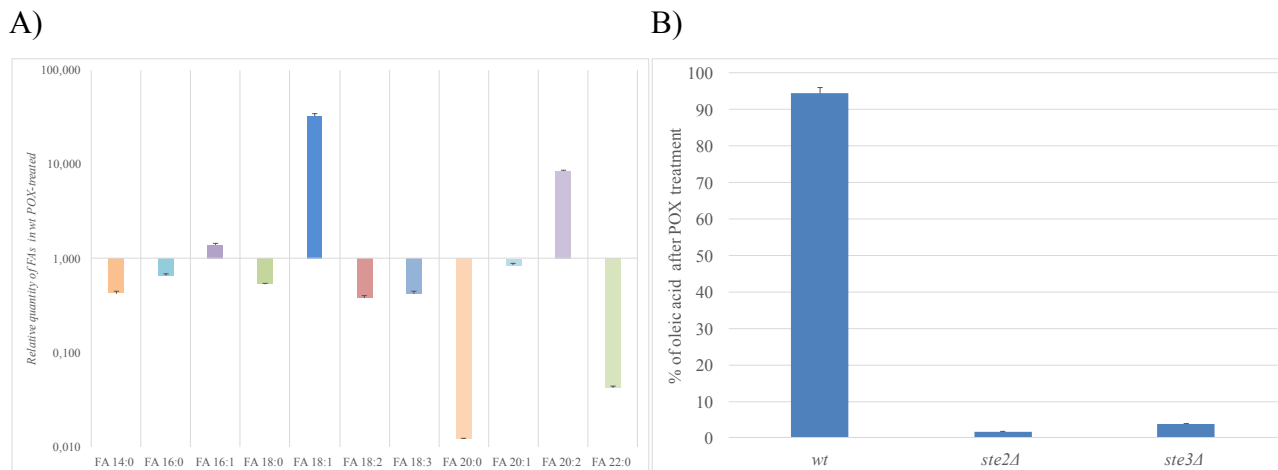 A)
B)
Relative quantity of FAs in wt POX-treated
100,000
10,000
1,000
0,100
0,010
FA 14:0 FA 16:0 FA 16:1 FA 18:0 FA 18:1 FA 18:2 FA 18:3 FA 20:0 FA 20:1 FA 20:2 FA 22:0
% of oleic acid after POX treatment
100
90
80
70
60
50
40
30
20
10
0
wt ste2Δ ste3Δ